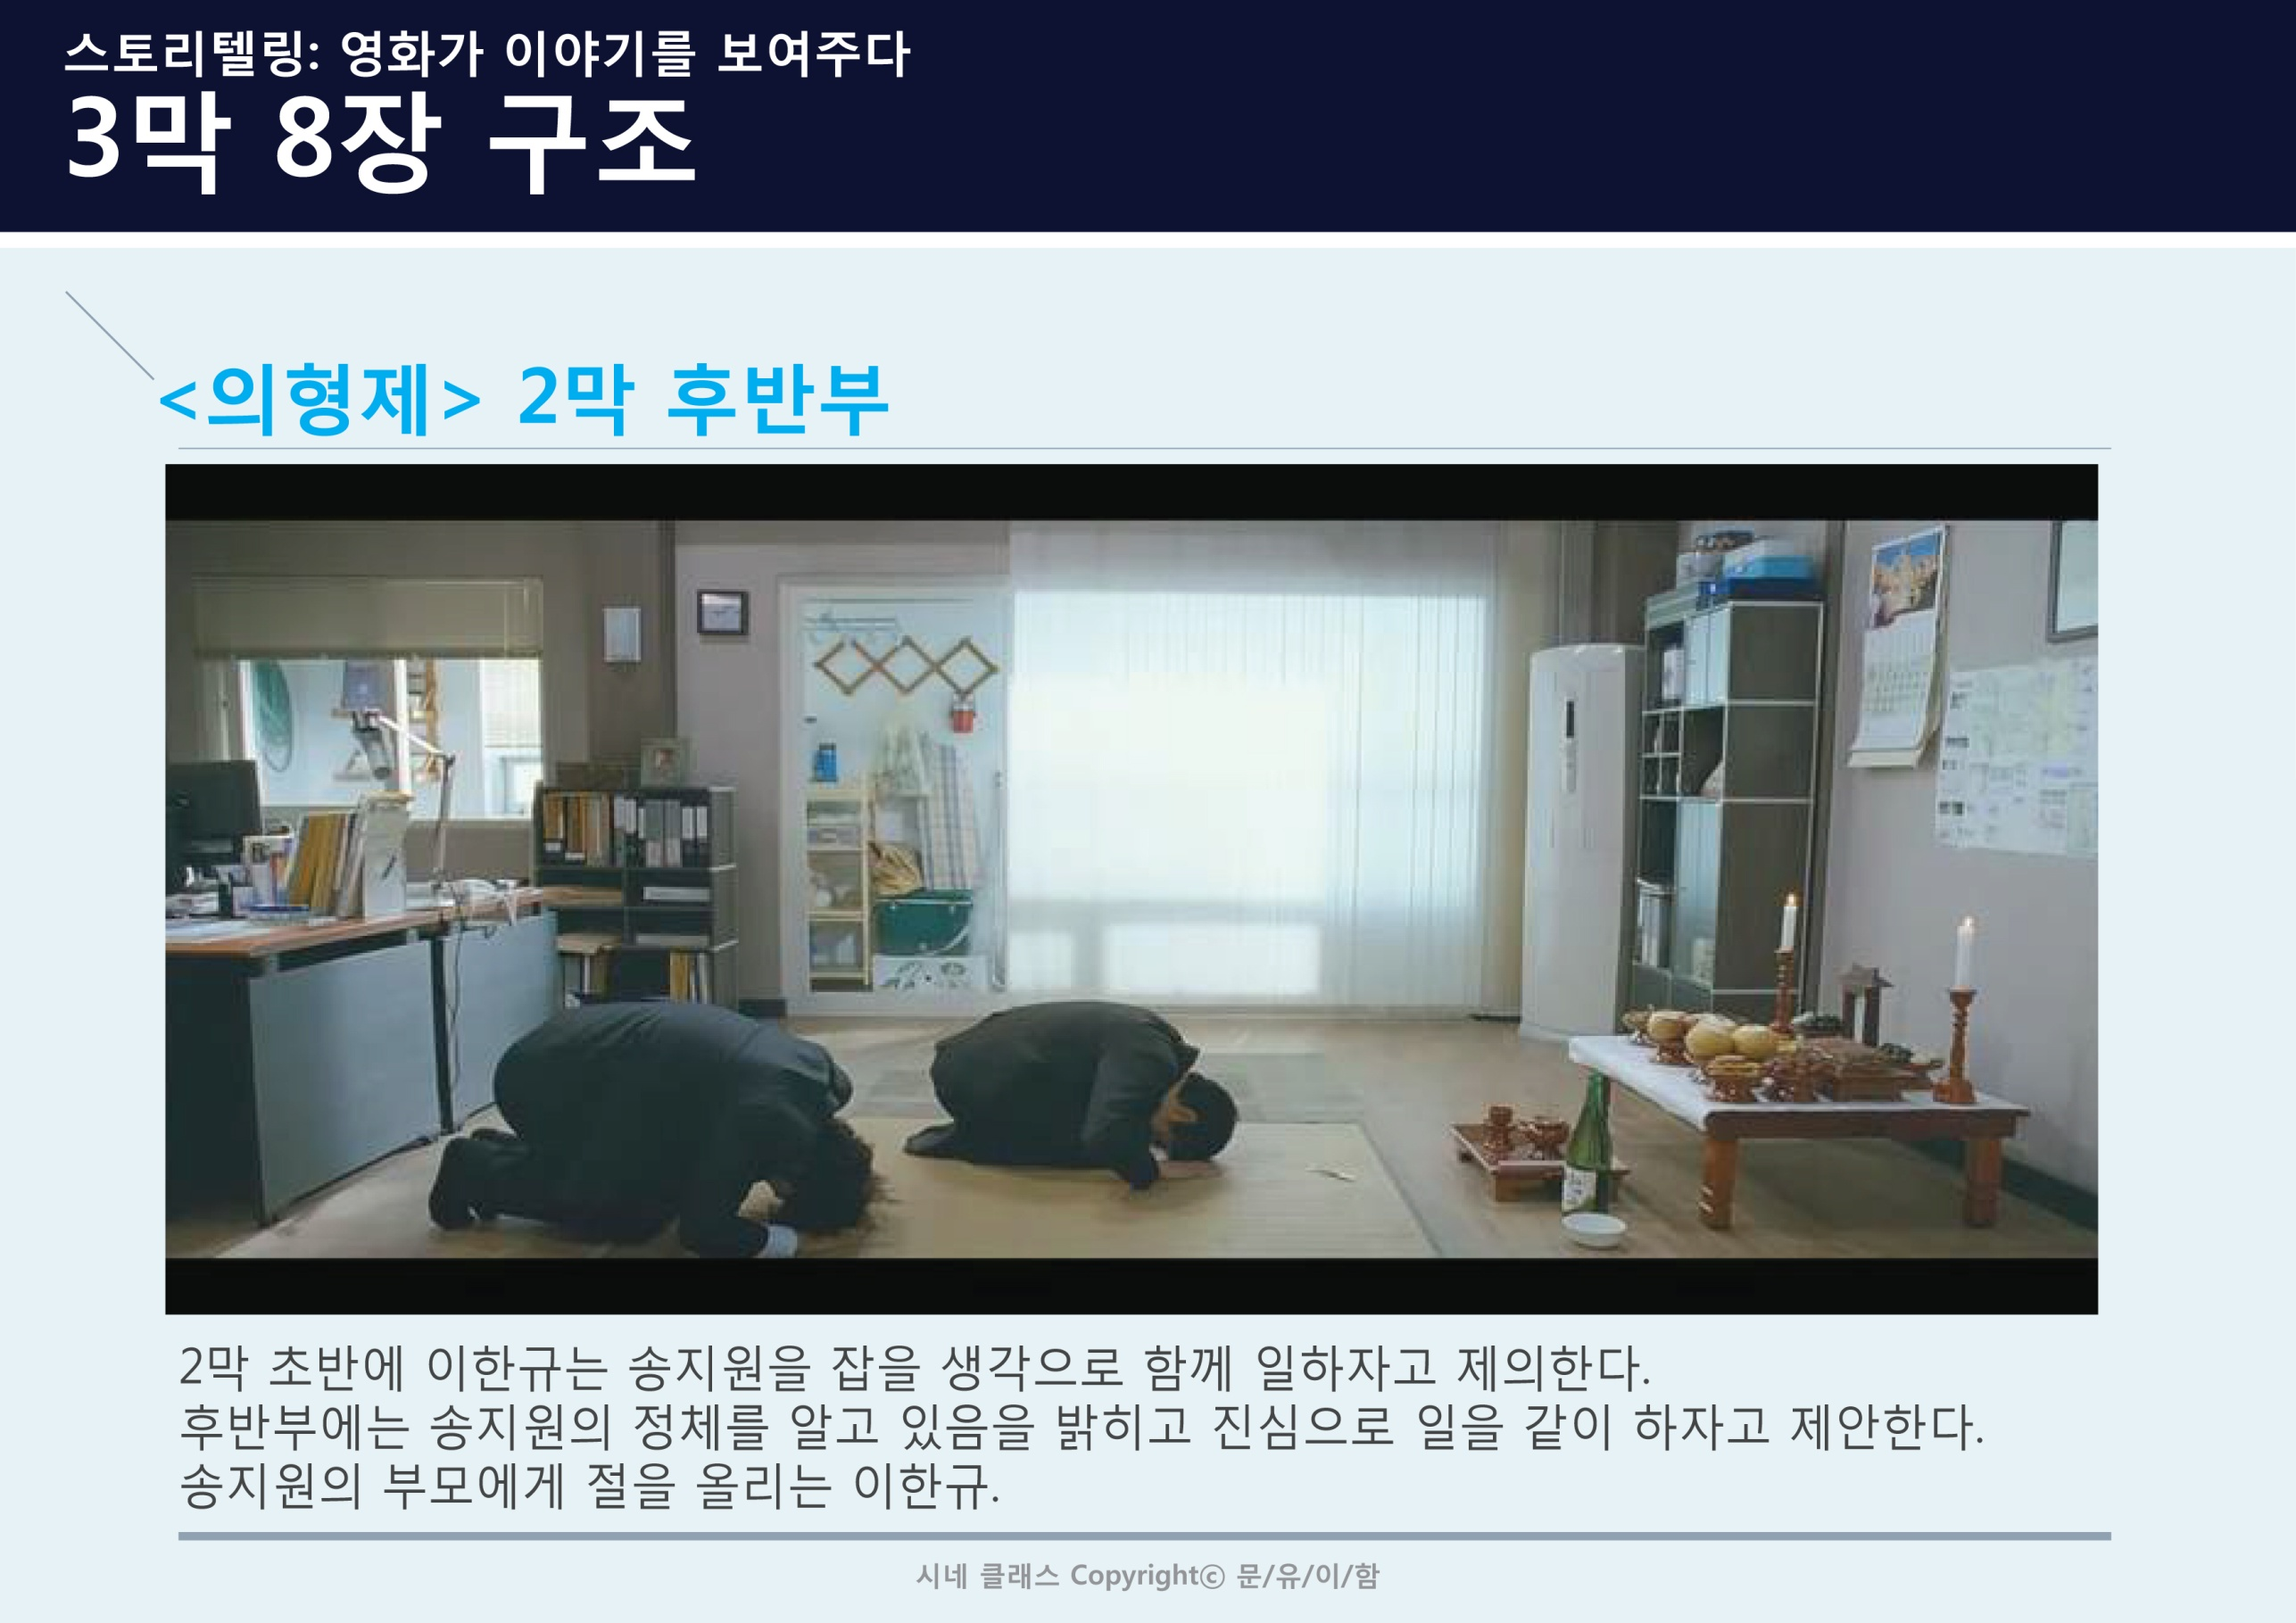 스토리텔링: 영화가 이야기를 보여주다
3막 8장 구조
<의형제> 2막 후반부
2막 초반에 이한규는 송지원을 잡을 생각으로 함께 일하자고 제의한다.
후반부에는 송지원의 정체를 알고 있음을 밝히고 진심으로 일을 같이 하자고 제안한다.
송지원의 부모에게 절을 올리는 이한규.
시네 클래스 Copyright© 문/유/이/함